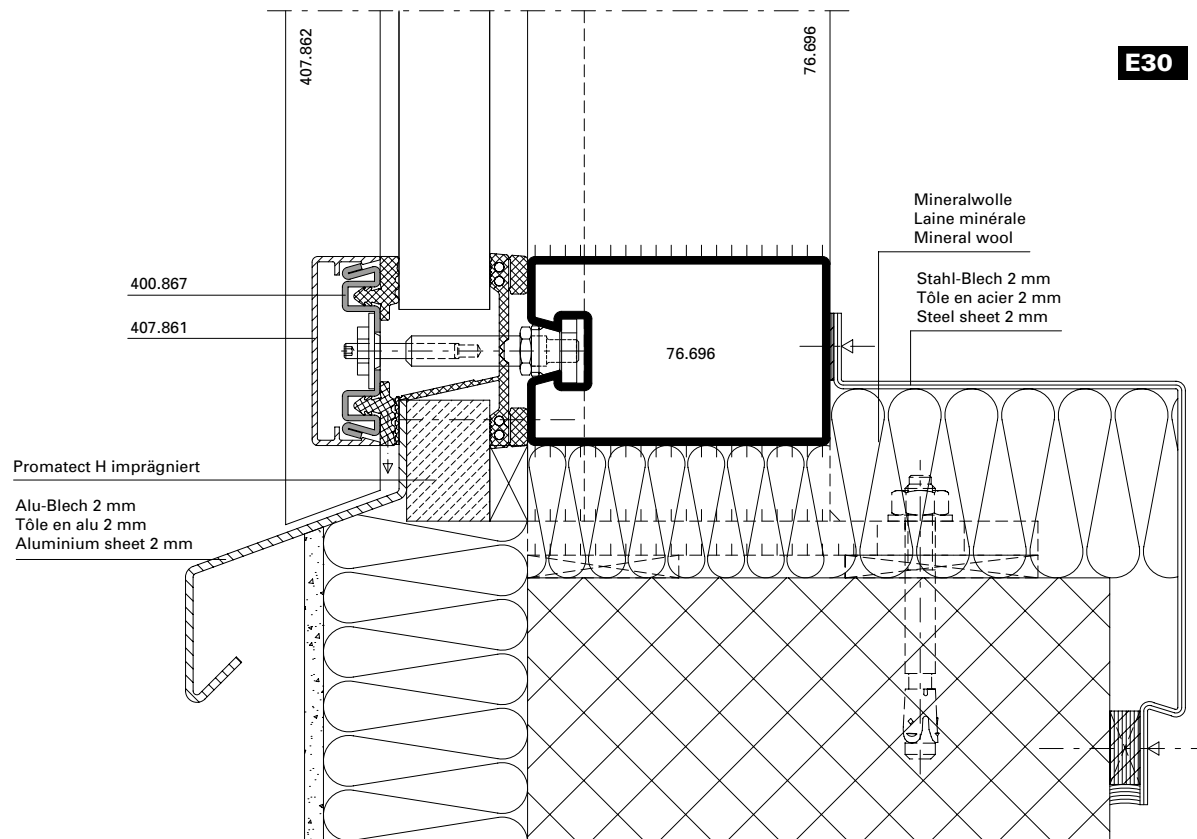 407.862
76.696
E30
Mineralwolle
Laine minérale
Mineral wool
400.867
Stahl-Blech 2 mm
Tôle en acier 2 mm
Steel sheet 2 mm
407.861
76.696
Promatect H imprägniert
Alu-Blech 2 mm
Tôle en alu 2 mm
Aluminium sheet 2 mm